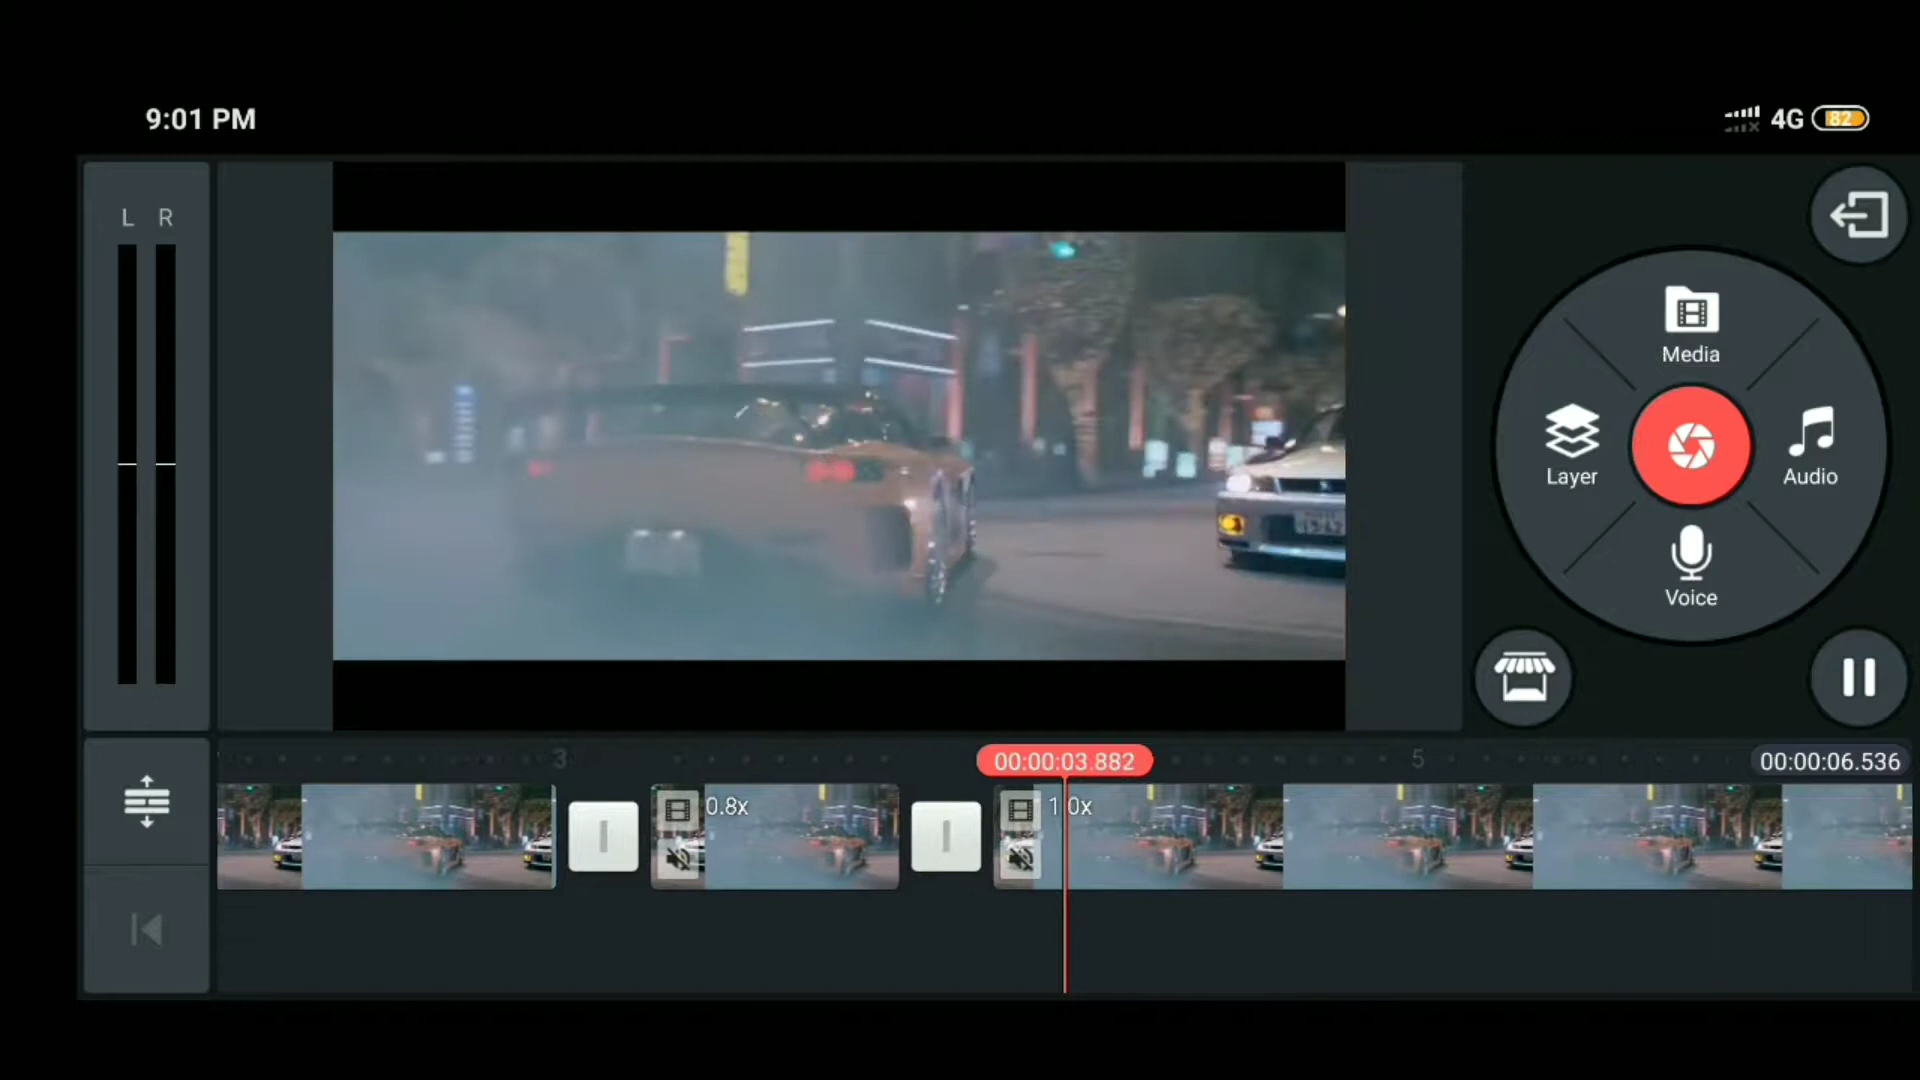 9:01 PM
4G 82
L R
Media
Layer
Audio
Voice
3
00:00:03.882
5
00:00:06.536
0.8x
1.0x